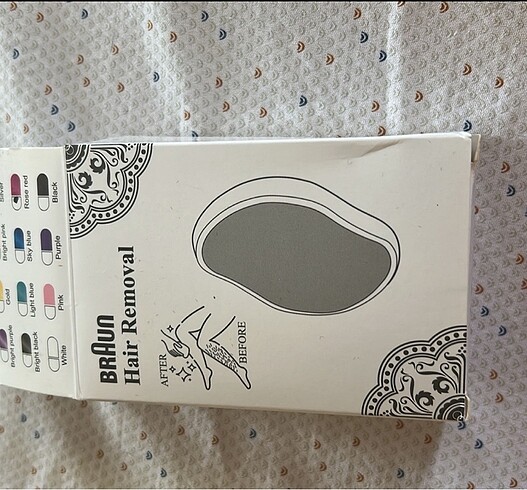 BRAUN
Hair Removal
AFTER
BEFORE
Silver
Rose red
Black
Bright pink
Sky blue
Purple
Gold
Light blue
Pink
Bright purple
Bright black
White